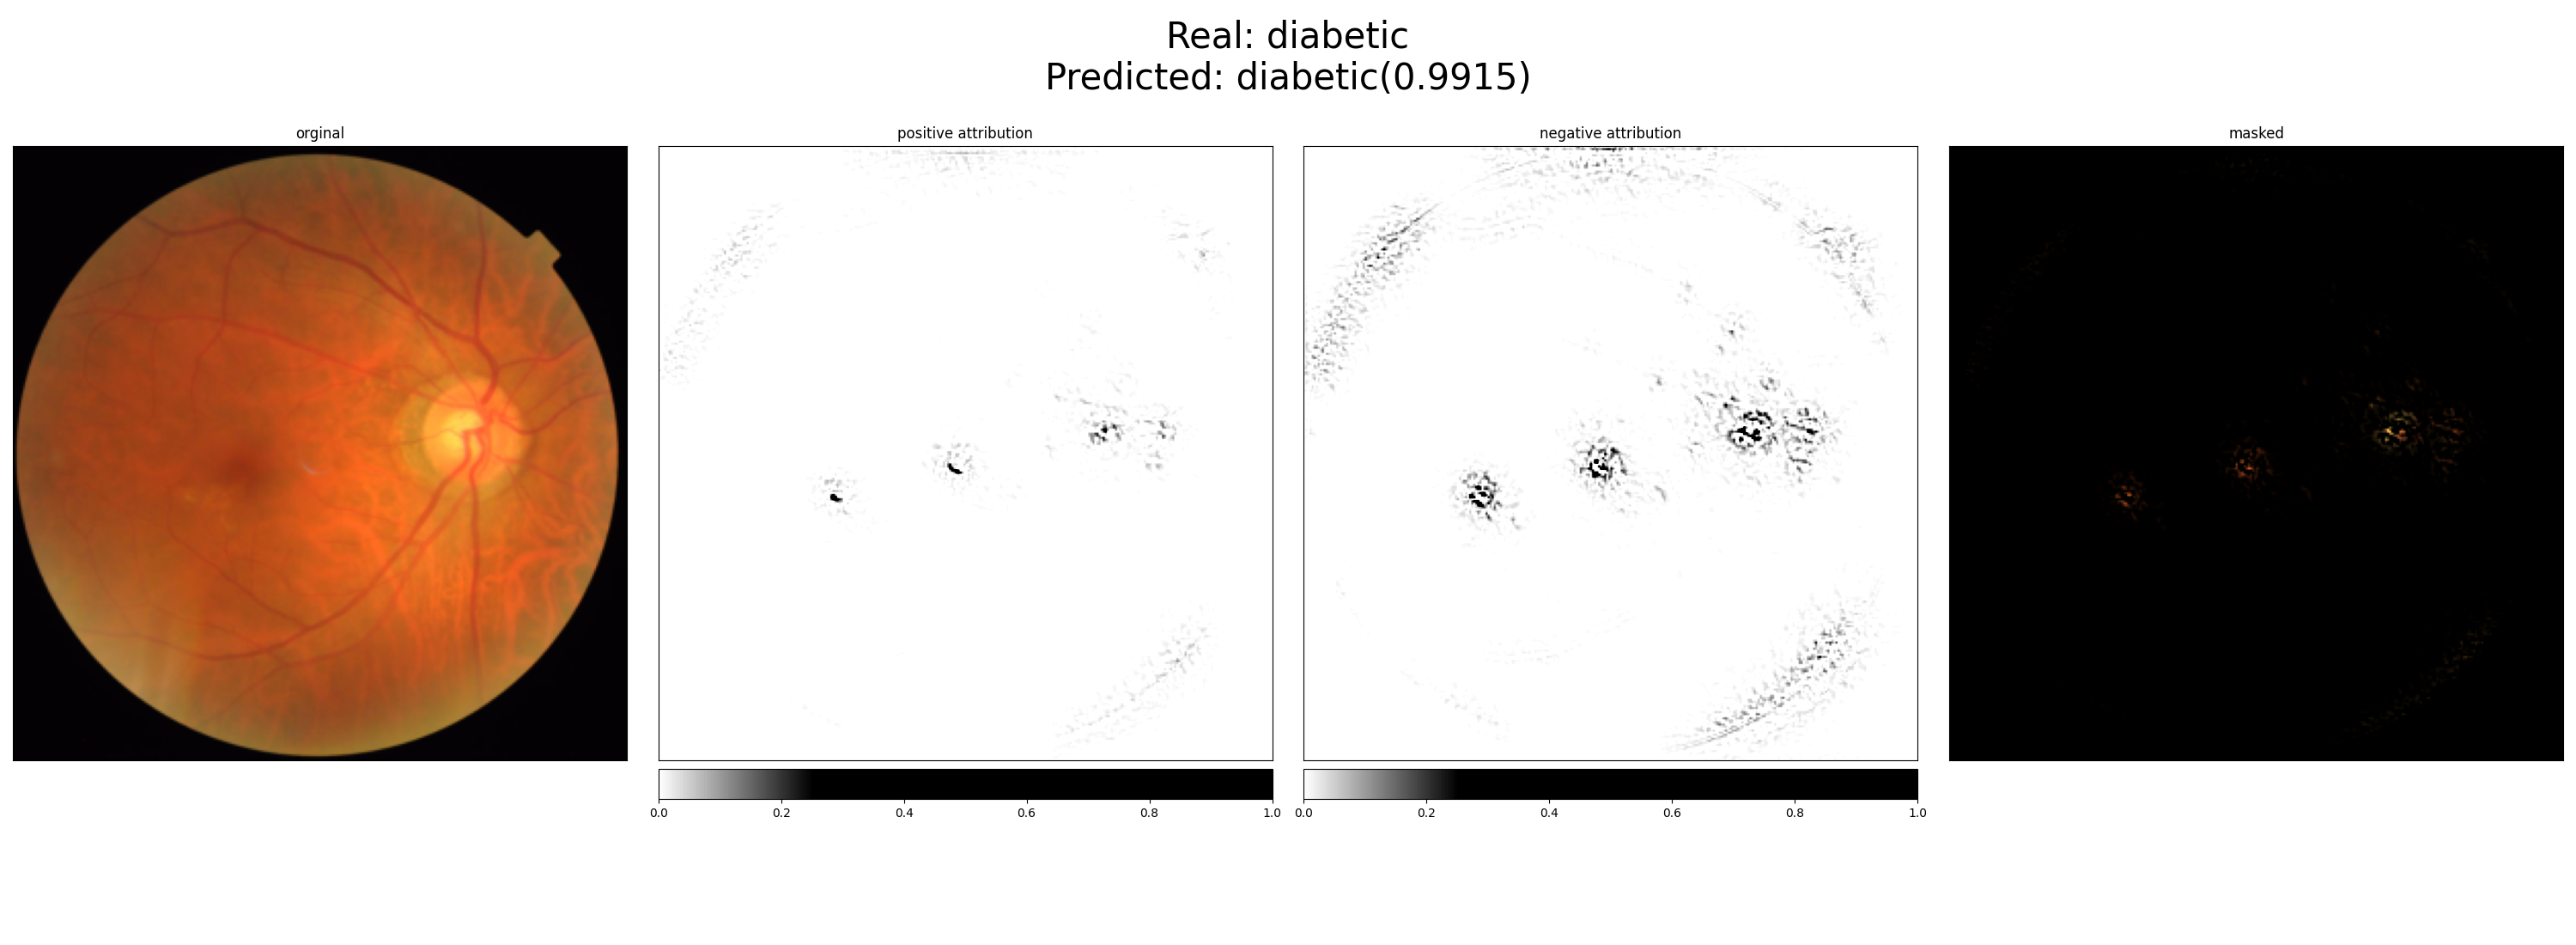 Real: diabetic
Predicted: diabetic(0.9915)
orginal
positive attribution
negative attribution
masked
0.0 0.2 0.4 0.6 0.8 1.0
0.0 0.2 0.4 0.6 0.8 1.0